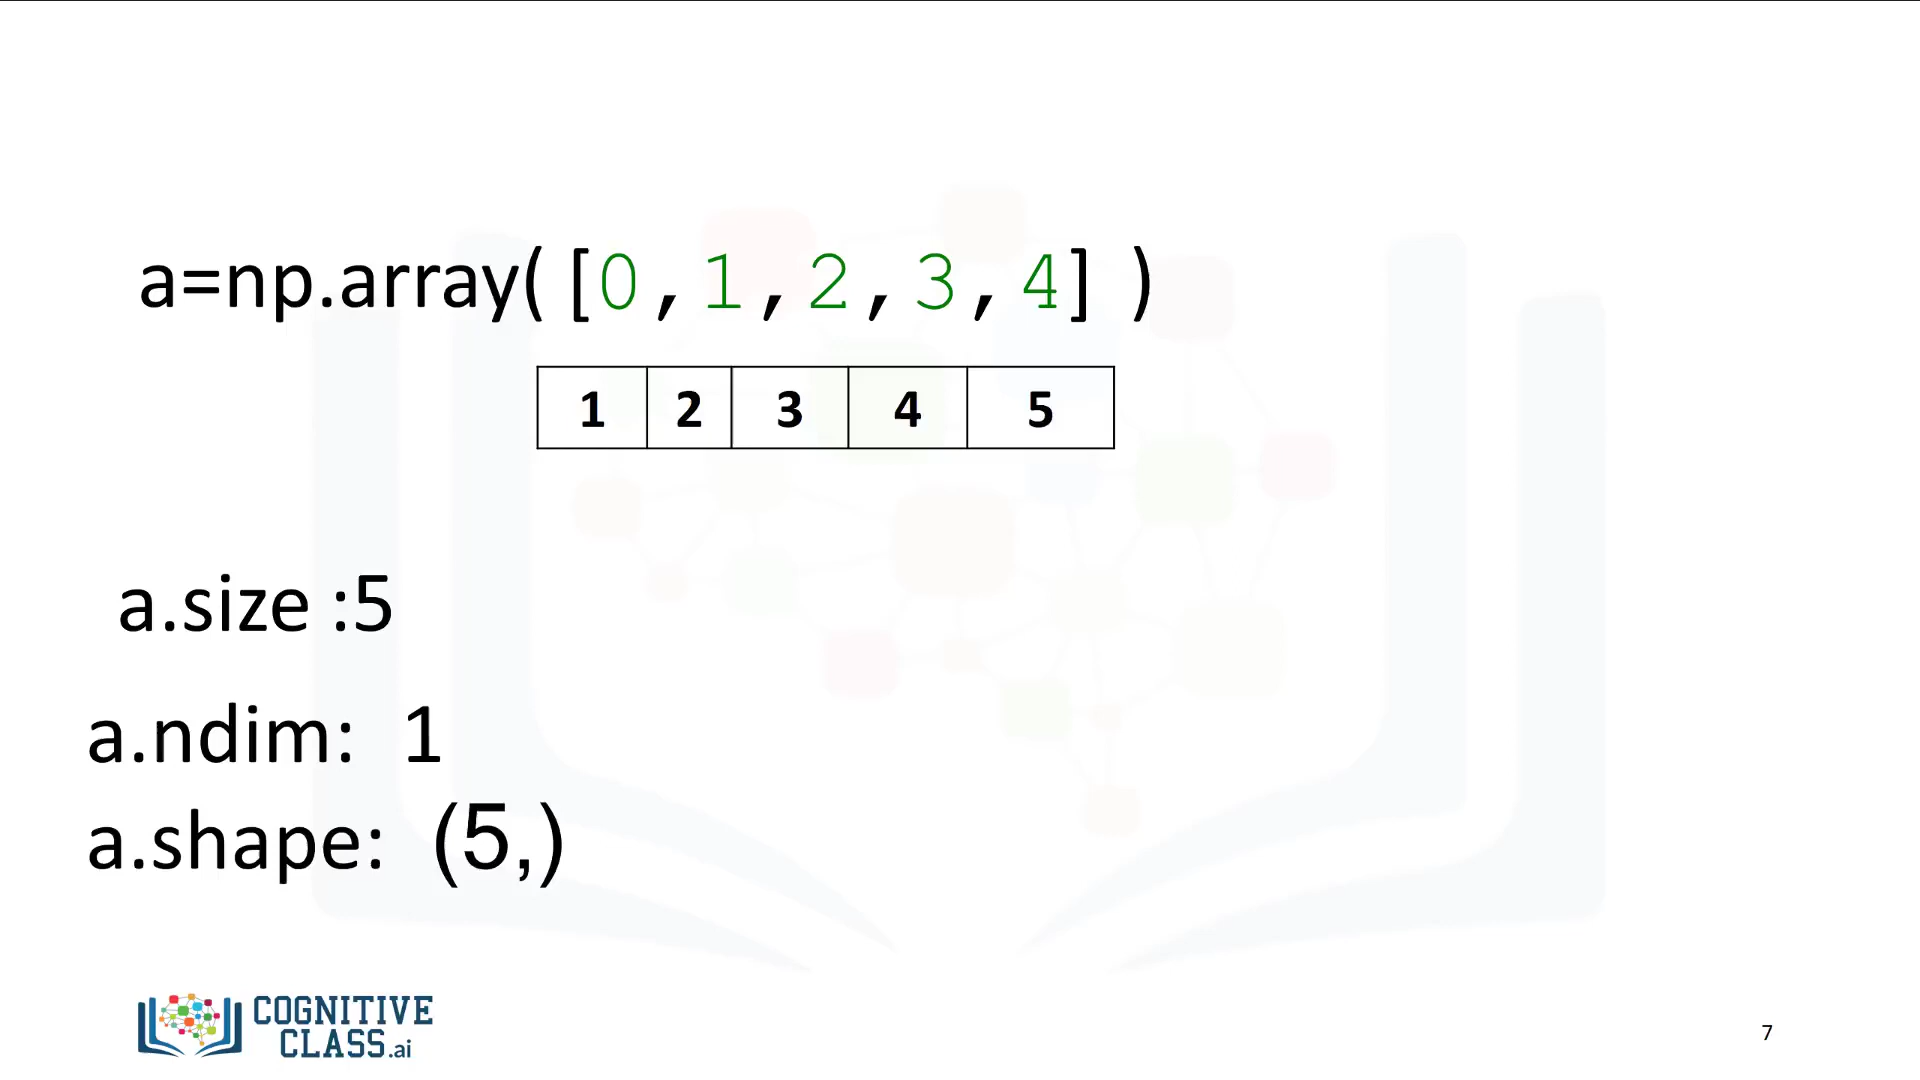 a=np.array( [0,1,2,3,4] )
1 2 3 4 5
a.size :5
a.ndim: 1
a.shape: (5,)
COGNITIVE
CLASS.ai
7